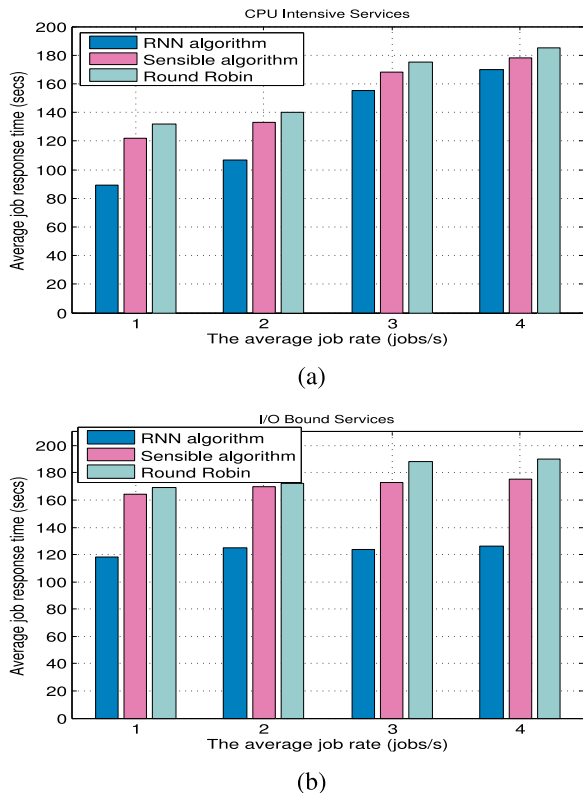 CPU Intensive Services
RNN algorithm
Sensible algorithm
Round Robin
Average job response time (secs)
200
180
160
140
120
100
80
60
40
20
0
1 2 3 4
The average job rate (jobs/s)
(a)
I/O Bound Services
RNN algorithm
Sensible algorithm
Round Robin
Average job response time (secs)
200
180
160
140
120
100
80
60
40
20
0
1 2 3 4
The average job rate (jobs/s)
(b)